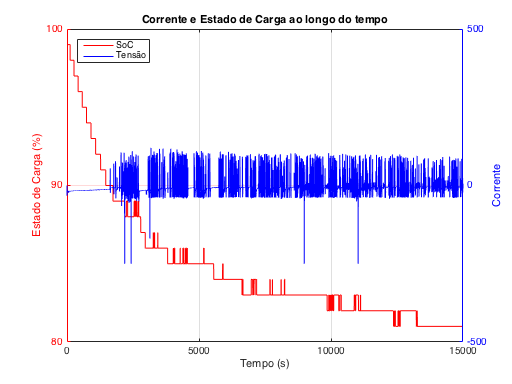 Corrente e Estado de Carga ao longo do tempo
100
500
SoC
Tensão
Estado de Carga (%)
90
0
Corrente
80
-500
0
5000
10000
15000
Tempo (s)